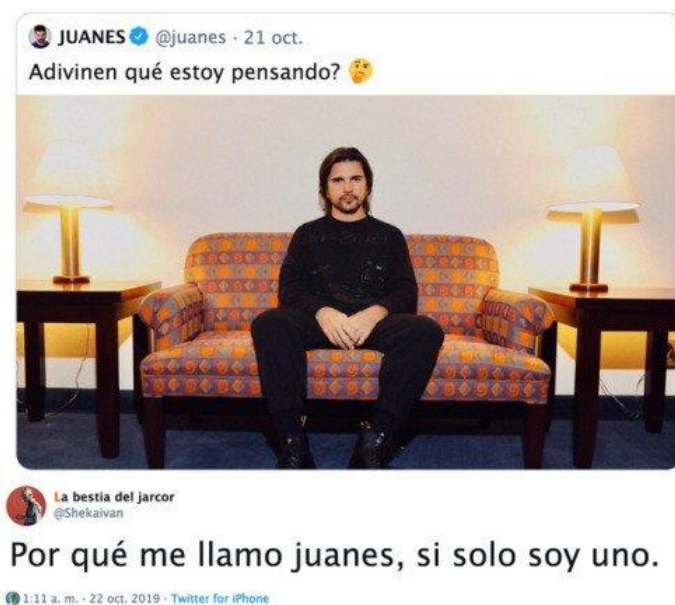 JUANES @juanes · 21 oct.
Adivinen qué estoy pensando? 🤔
La bestia del jarcor
@Shekaivan
Por qué me llamo juanes, si solo soy uno.
1:11 a. m. · 22 oct. 2019 · Twitter for iPhone